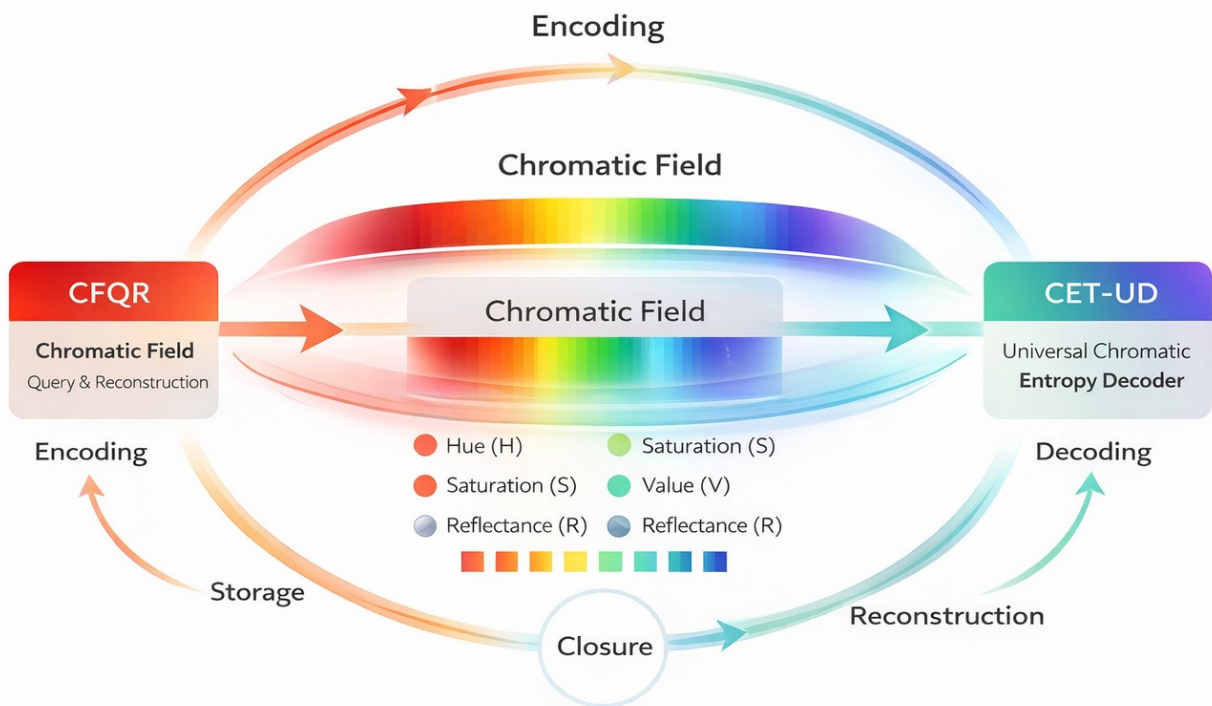 Encoding
Chromatic Field
CFQR
Chromatic Field
Query & Reconstruction
Chromatic Field
CET-UD
Universal Chromatic
Entropy Decoder
Hue (H)
Saturation (S)
Saturation (S)
Value (V)
Reflectance (R)
Reflectance (R)
Encoding
Decoding
Storage
Reconstruction
Closure